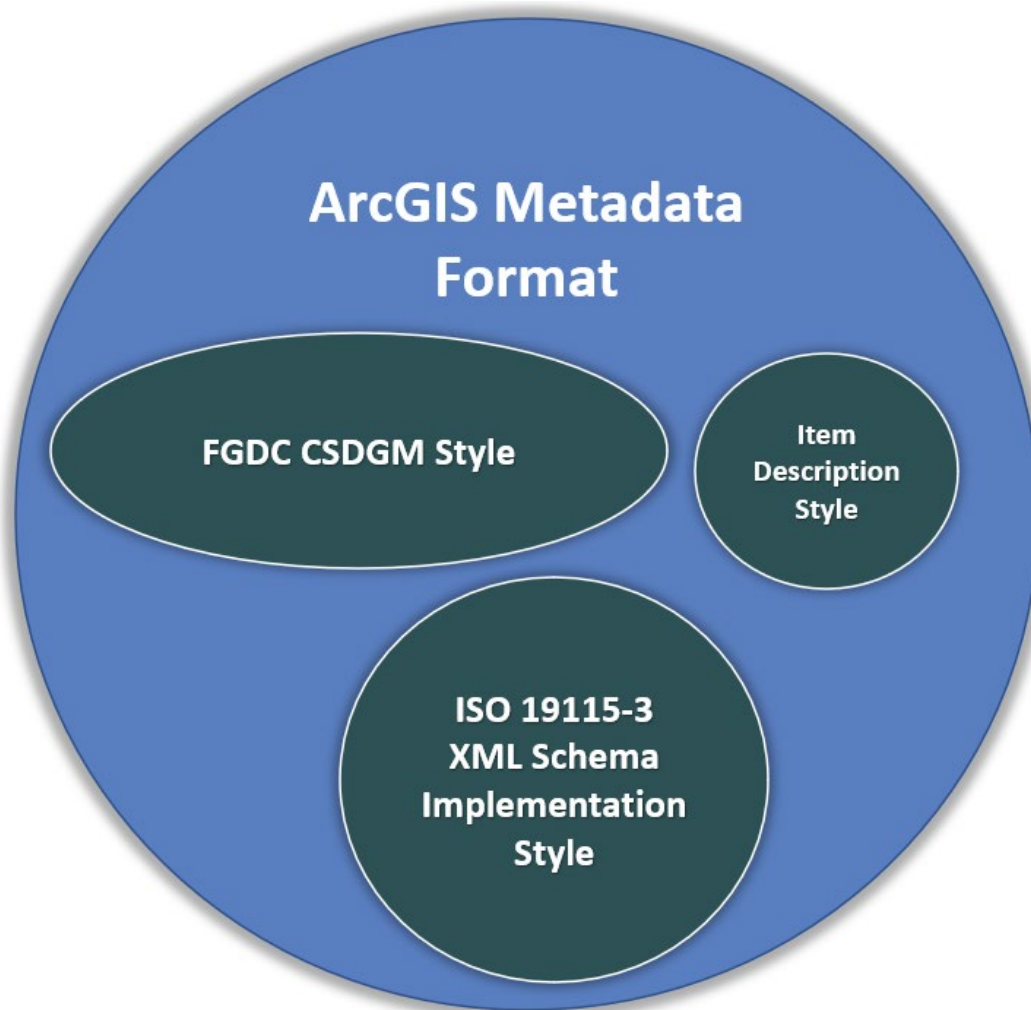 ArcGIS Metadata
Format
FGDC CSDGM Style
Item
Description
Style
ISO 19115-3
XML Schema
Implementation
Style